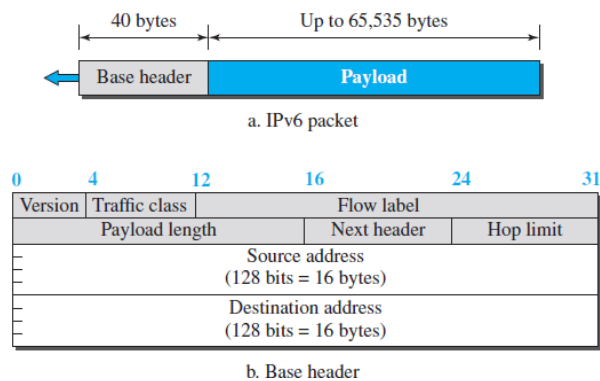 40 bytes Up to 65,535 bytes
Base header Payload
a. IPv6 packet
0 4 12 16 24 31
Version Traffic class Flow label
Payload length Next header Hop limit
Source address
(128 bits = 16 bytes)
Destination address
(128 bits = 16 bytes)
b. Base header